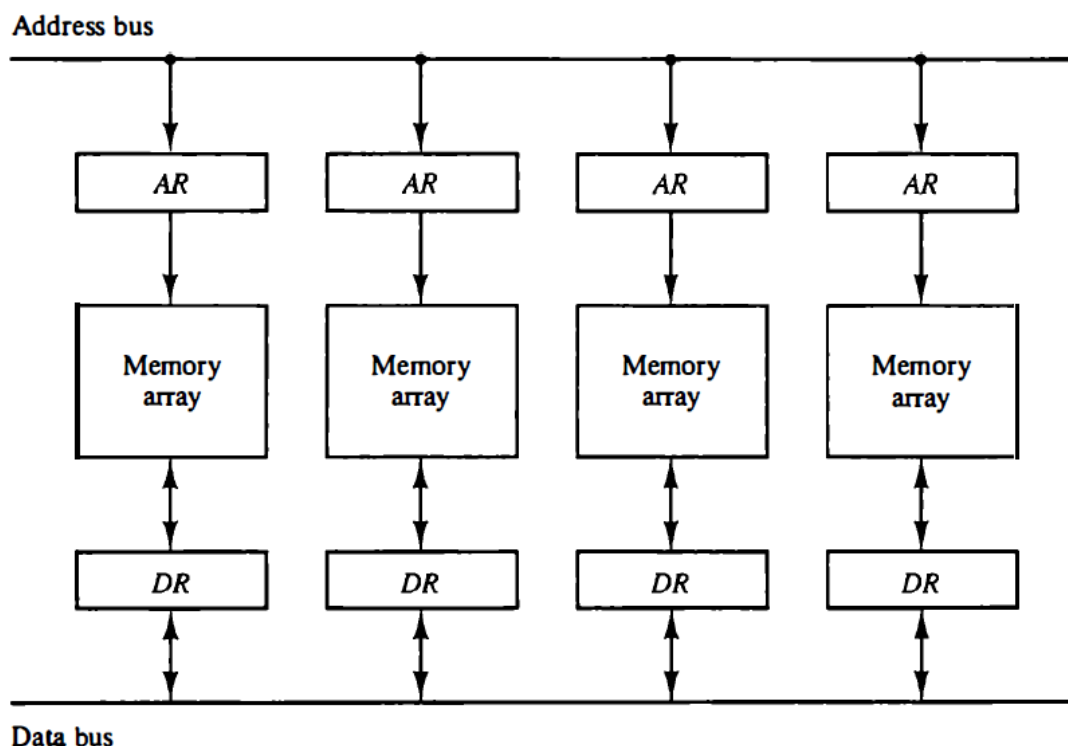 Address bus
AR AR AR AR
Memory Memory Memory Memory
array array array array
DR DR DR DR
Data bus